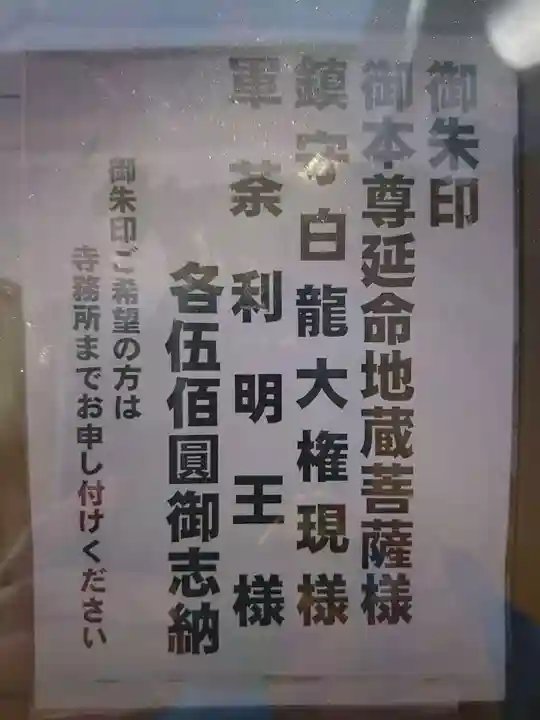 御朱印
御本尊延命地蔵菩薩様
鎮守白龍大権現様
軍荼利明王様
各伍佰圓御志納
御朱印ご希望の方は
寺務所までお申し付けください